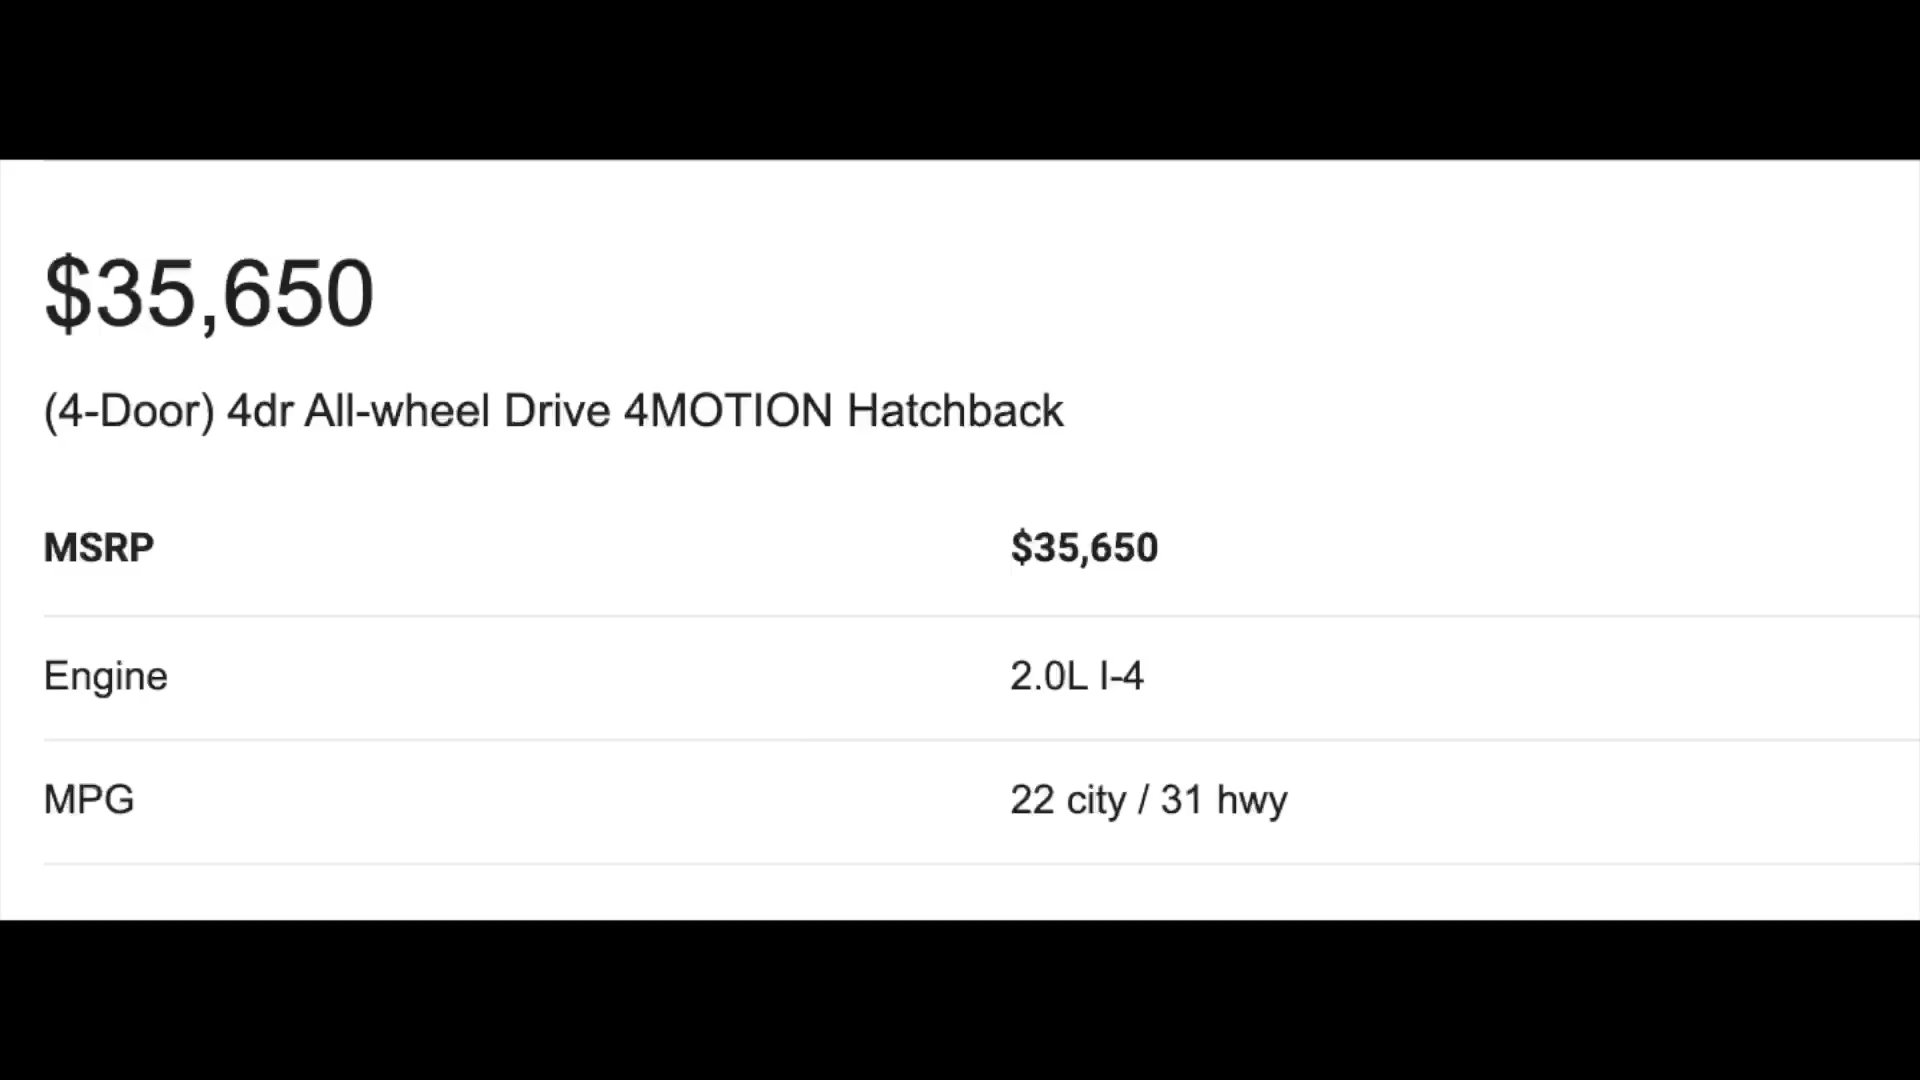 $35,650
(4-Door) 4dr All-wheel Drive 4MOTION Hatchback
MSRP $35,650
Engine 2.0L I-4
MPG 22 city / 31 hwy